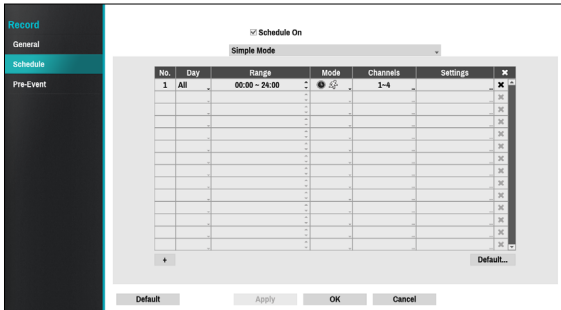 Record
General
Schedule
Pre-Event
Schedule On
Simple Mode
No. Day Range Mode Channels Settings
1 All 00:00 ~ 24:00 1~4
+ Default...
Default Apply OK Cancel